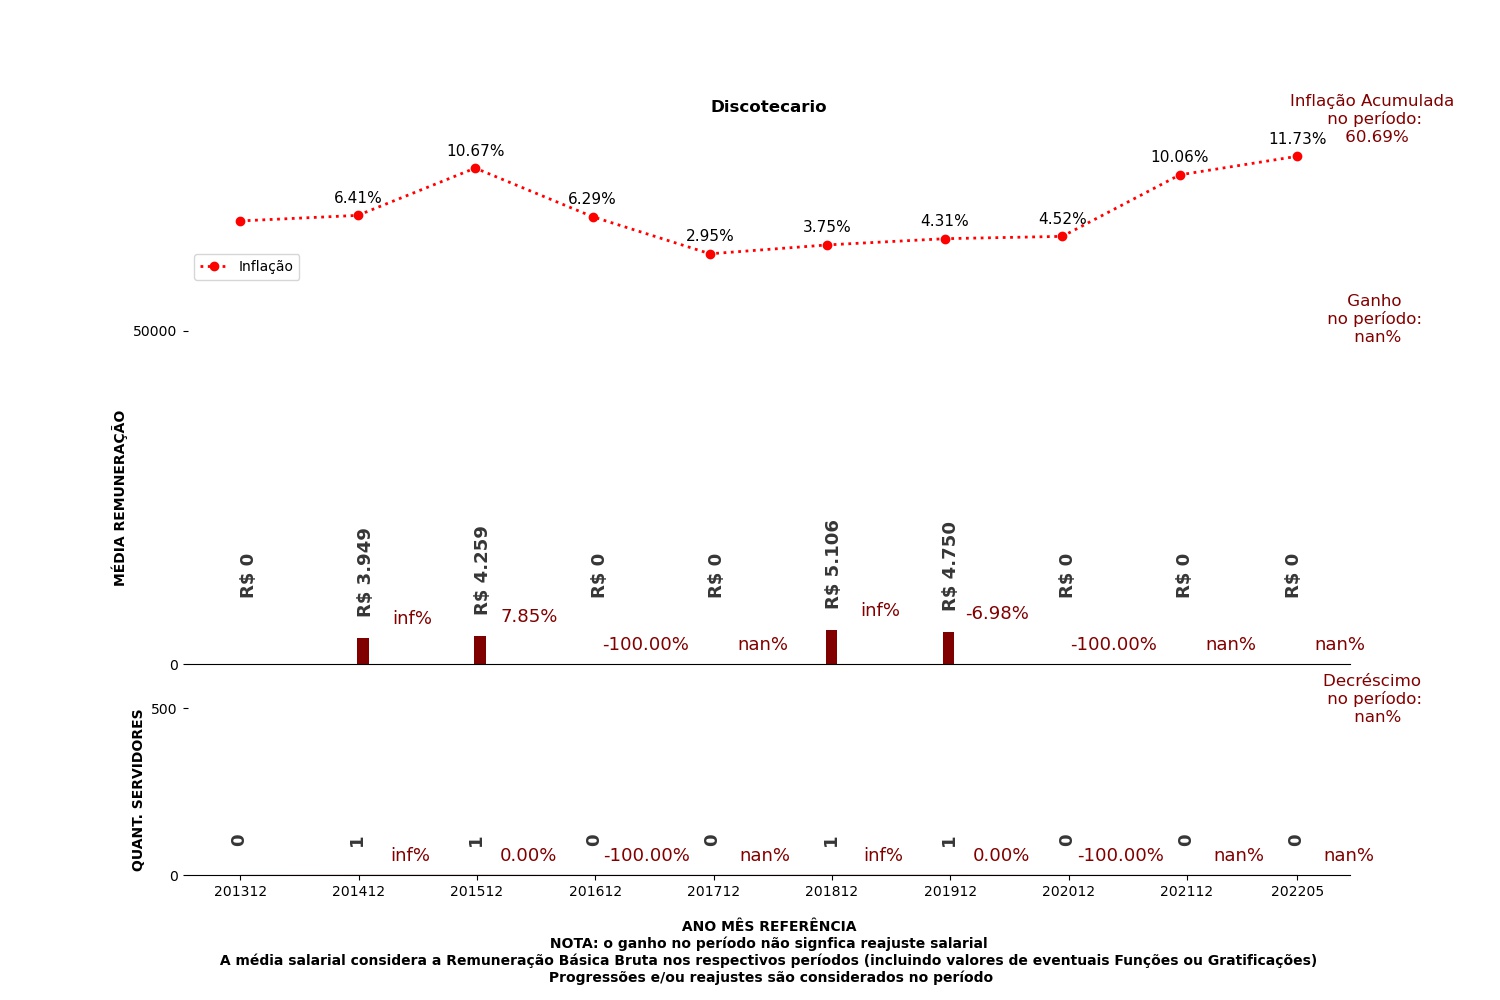 Discotecario
Inflação Acumulada
no período:
60.69%
6.41%
10.67%
6.29%
2.95%
3.75%
4.31%
4.52%
10.06%
11.73%
Inflação
Ganho
no período:
nan%
50000
0
MÉDIA REMUNERAÇÃO
R$ 0
R$ 3.949
R$ 4.259
R$ 0
R$ 0
R$ 5.106
R$ 4.750
R$ 0
R$ 0
R$ 0
inf%
7.85%
-100.00%
nan%
inf%
-6.98%
-100.00%
nan%
nan%
Decréscimo
no período:
nan%
500
0
QUANT. SERVIDORES
0
1
1
0
0
1
1
0
0
0
inf%
0.00%
-100.00%
nan%
inf%
0.00%
-100.00%
nan%
nan%
201312
201412
201512
201612
201712
201812
201912
202012
202112
202205
ANO MÊS REFERÊNCIA
NOTA: o ganho no período não signfica reajuste salarial
A média salarial considera a Remuneração Básica Bruta nos respectivos períodos (incluindo valores de eventuais Funções ou Gratificações)
Progressões e/ou reajustes são considerados no período